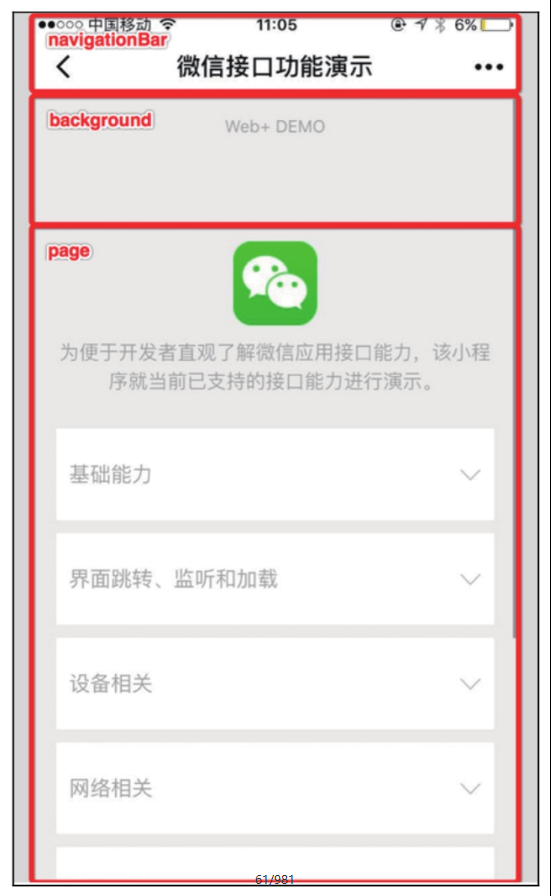 ●●○○○ 中国移动 11:05 6%
navigationBar
微信接口功能演示
background
Web+ DEMO
page
为便于开发者直观了解微信应用接口能力，该小程
序就当前已支持的接口能力进行演示。
基础能力
界面跳转、监听和加载
设备相关
网络相关
61/981